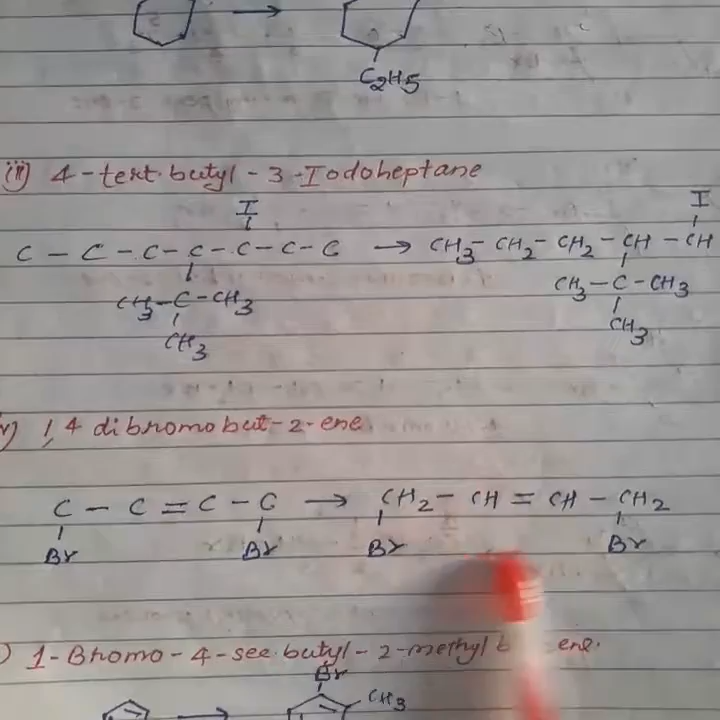 C2H5
(iii) 4-tert.butyl-3-Iodoheptane
I I
C - C - C - C - C - C - C → CH3 - CH2 - CH2 - CH - CH
CH3 - C - CH3 CH3 - C - CH3
CH3 CH3
1,4 dibromobut-2-ene
C - C = C - C → CH2 - CH = CH - CH2
Br Br Br Br
) 1-Bromo-4-sec.butyl-2-methyl
Br
CH3